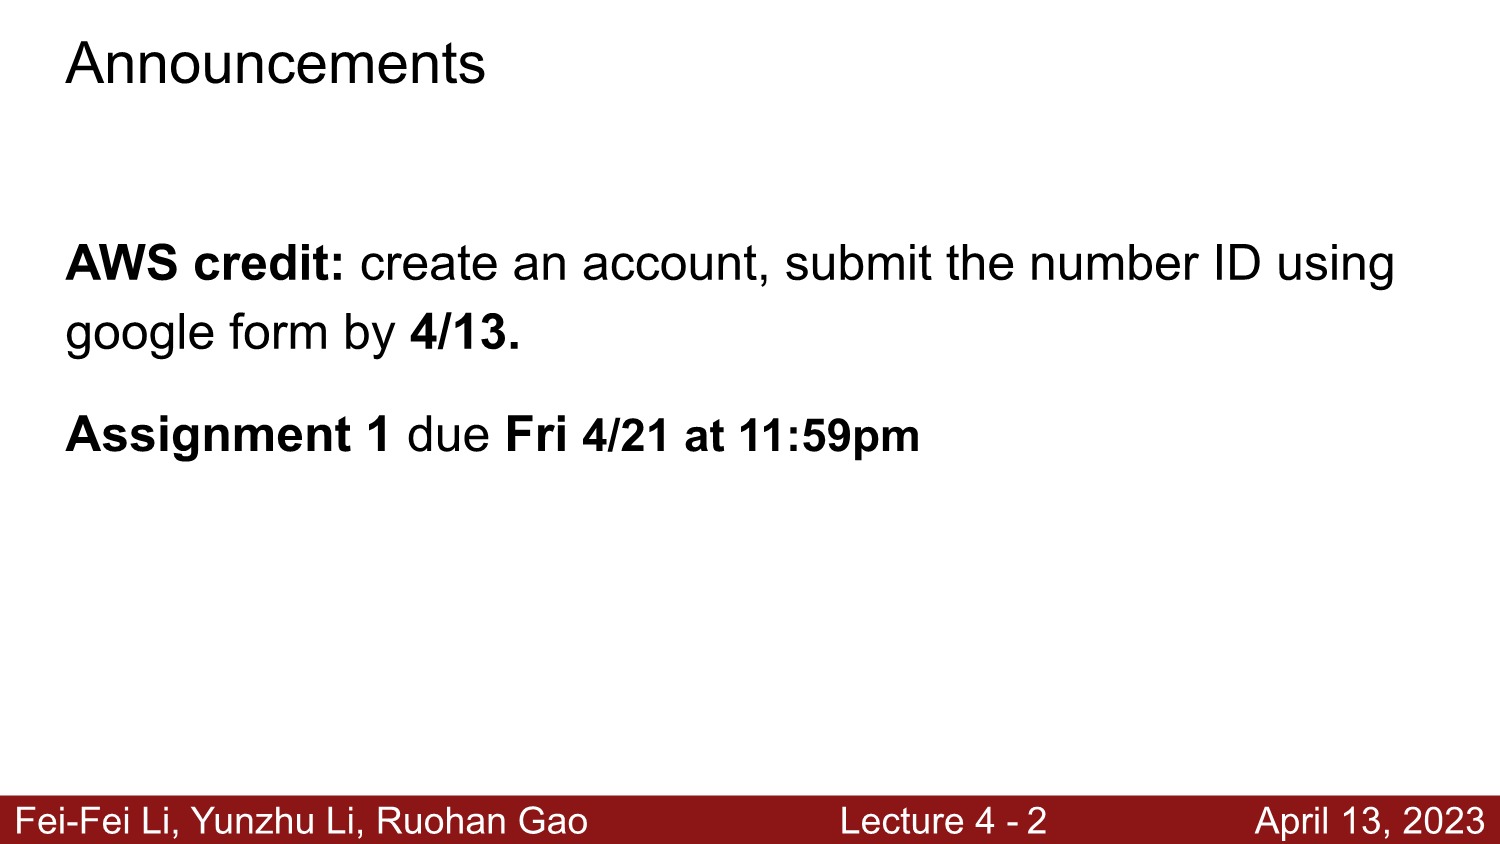 Announcements
AWS credit: create an account, submit the number ID using
google form by 4/13.
Assignment 1 due Fri 4/21 at 11:59pm
Fei-Fei Li, Yunzhu Li, Ruohan Gao Lecture 4 - 2 April 13, 2023